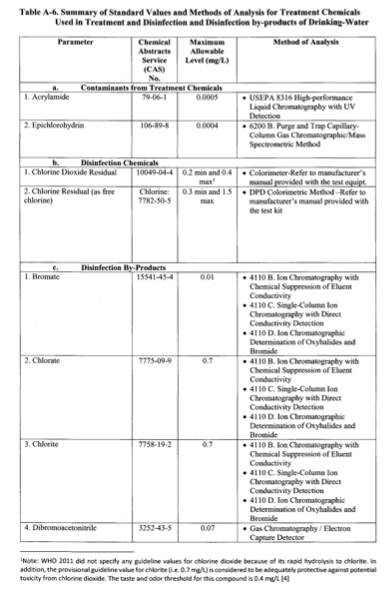 Table A-6. Summary of Standard Values and Methods of Analysis for Treatment Chemicals
Used in Treatment and Disinfection and Disinfection by-products of Drinking-Water
Parameter
Chemical
Abstracts
Service
(CAS)
No.
Maximum
Allowable
Level (mg/L)
Method of Analysis
a. Contaminants from Treatment Chemicals
1. Acrylamide
79-06-1
0.0005
• USEPA 8316 High-performance
Liquid Chromatography with UV
Detection
2. Epichlorohydrin
106-89-8
0.0004
• 6200 B. Purge and Trap Capillary-
Column Gas Chromatographic/Mass
Spectrometric Method
b. Disinfection Chemicals
1. Chlorine Dioxide Residual
10049-04-4
0.2 min and 0.4
max¹
• Colorimeter-Refer to manufacturer's
manual provided with the test equipt.
2. Chlorine Residual (as free
chlorine)
Chlorine:
7782-50-5
0.3 min and 1.5
max
• DPD Colorimetric Method –Refer to
manufacturer's manual provided with
the test kit
c. Disinfection By-Products
1. Bromate
15541-45-4
0.01
• 4110 B. Ion Chromatography with
Chemical Suppression of Eluent
Conductivity
• 4110 C. Single-Column Ion
Chromatography with Direct
Conductivity Detection
• 4110 D. Ion Chromatographic
Determination of Oxyhalides and
Bromide
2. Chlorate
7775-09-9
0.7
• 4110 B. Ion Chromatography with
Chemical Suppression of Eluent
Conductivity
• 4110 C. Single-Column Ion
Chromatography with Direct
Conductivity Detection
• 4110 D. Ion Chromatographic
Determination of Oxyhalides and
Bromide
3. Chlorite
7758-19-2
0.7
• 4110 B. Ion Chromatography with
Chemical Suppression of Eluent
Conductivity
• 4110 C. Single-Column Ion
Chromatography with Direct
Conductivity Detection
• 4110 D. Ion Chromatographic
Determination of Oxyhalides and
Bromide
4. Dibromoacetonitrile
3252-43-5
0.07
• Gas Chromatography / Electron
Capture Detector
¹Note: WHO 2011 did not specify any guideline values for chlorine dioxide because of its rapid hydrolysis to chlorite. In
addition, the provisional guideline value for chlorite (i.e. 0.7 mg/L) is considered to be adequately protective against potential
toxicity from chlorine dioxide. The taste and odor threshold for this compound is 0.4 mg/L [4]